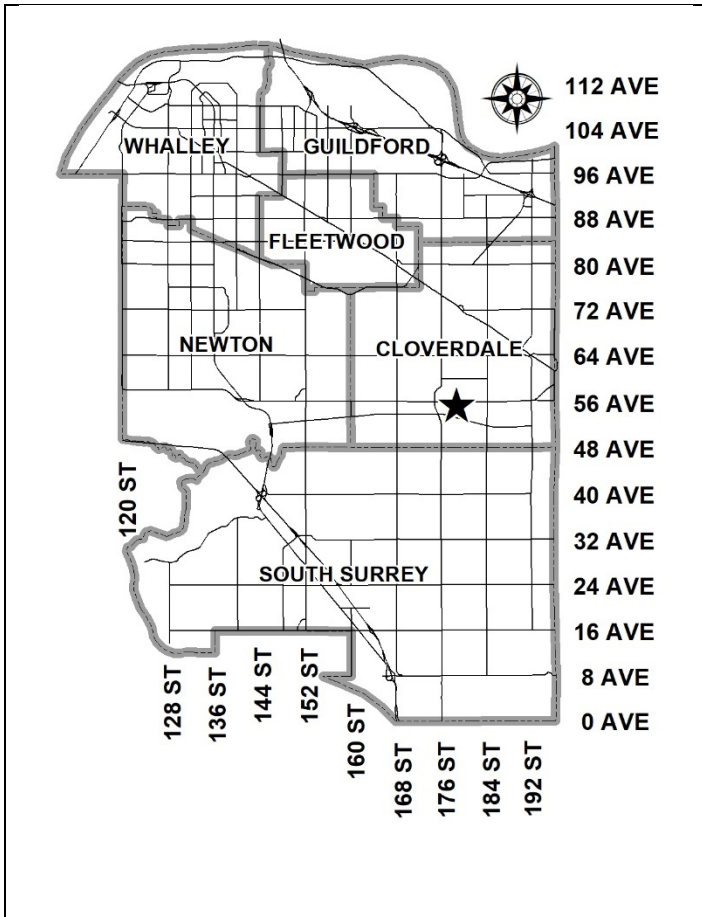 112 AVE
104 AVE
WHALLEY
GUILDFORD
96 AVE
88 AVE
FLEETWOOD
80 AVE
72 AVE
NEWTON
CLOVERDALE
64 AVE
56 AVE
48 AVE
120 ST
40 AVE
32 AVE
SOUTH SURREY
24 AVE
16 AVE
128 ST
136 ST
144 ST
152 ST
160 ST
8 AVE
0 AVE
168 ST
176 ST
184 ST
192 ST